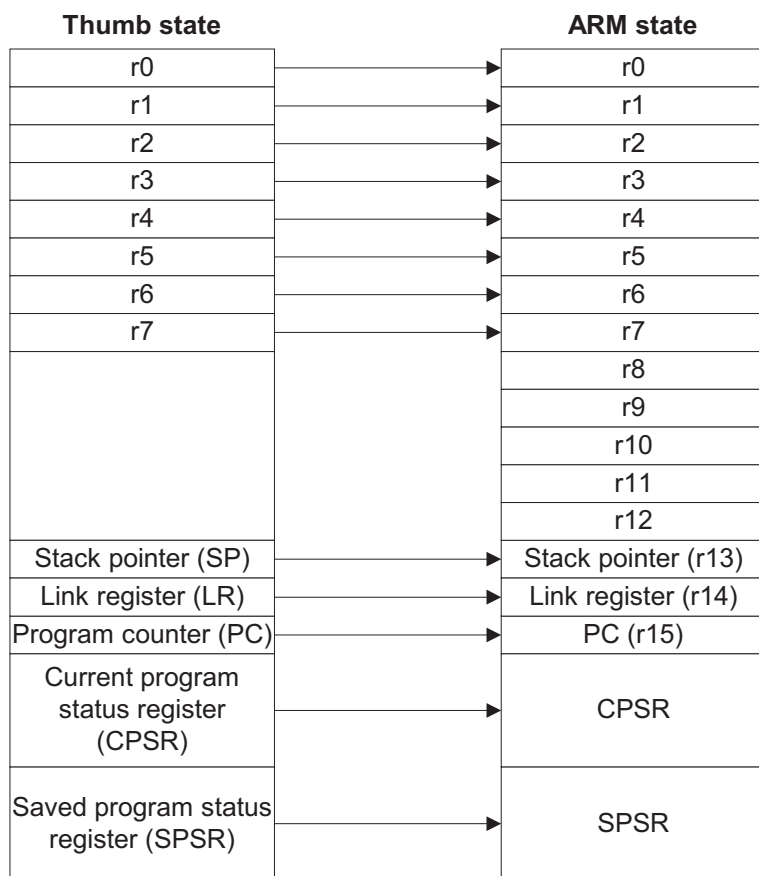 Thumb state ARM state
r0 r0
r1 r1
r2 r2
r3 r3
r4 r4
r5 r5
r6 r6
r7 r7
r8
r9
r10
r11
r12
Stack pointer (SP) Stack pointer (r13)
Link register (LR) Link register (r14)
Program counter (PC) PC (r15)
Current program
status register
(CPSR)
CPSR
Saved program status
register (SPSR)
SPSR